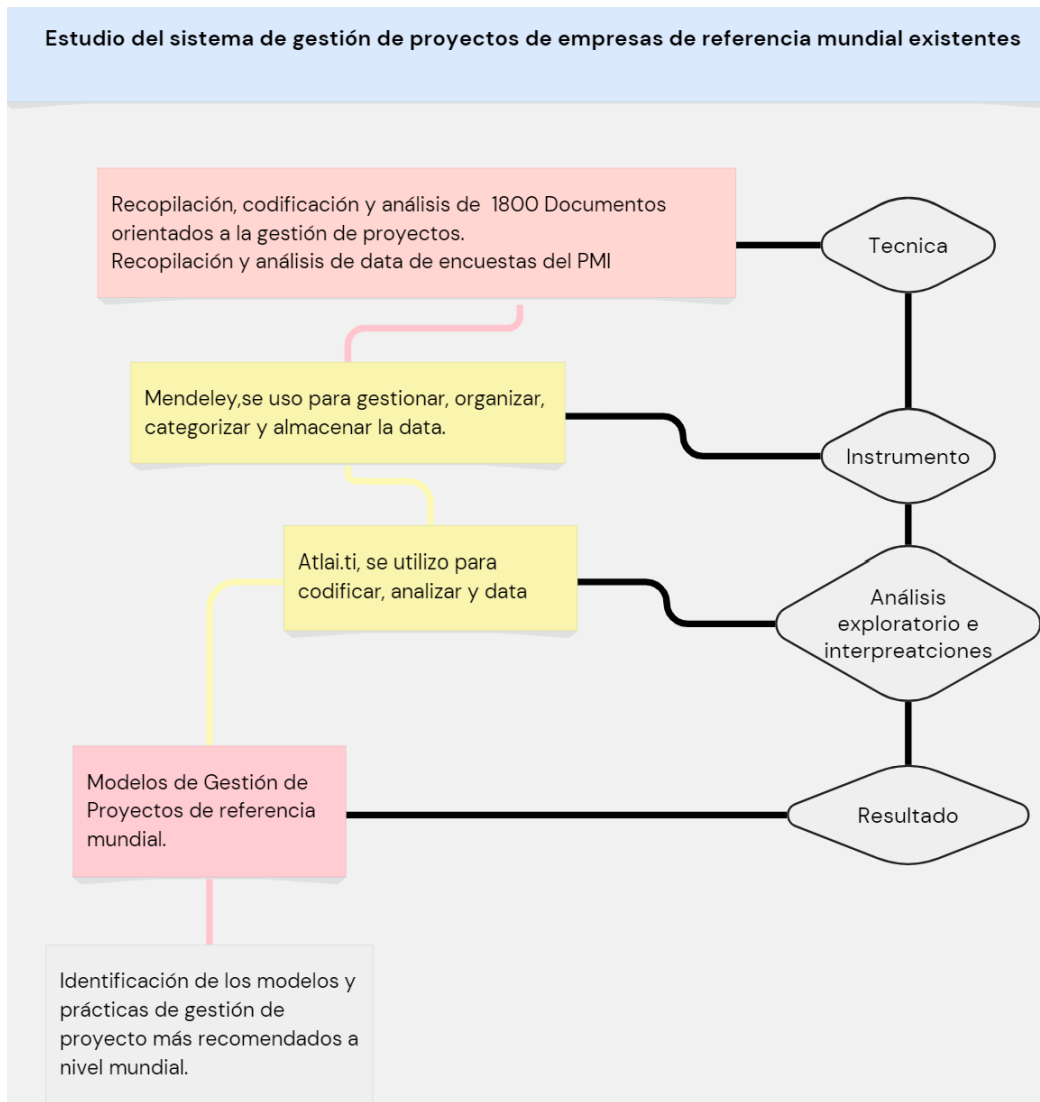 Estudio del sistema de gestión de proyectos de empresas de referencia mundial existentes
Recopilación, codificación y análisis de 1800 Documentos
orientados a la gestión de proyectos.
Recopilación y análisis de data de encuestas del PMI
Tecnica
Mendeley,se uso para gestionar, organizar,
categorizar y almacenar la data.
Instrumento
Atlai.ti, se utilizo para
codificar, analizar y data
Análisis
exploratorio e
interpreatciones
Modelos de Gestión de
Proyectos de referencia
mundial.
Resultado
Identificación de los modelos y
prácticas de gestión de
proyecto más recomendados a
nivel mundial.